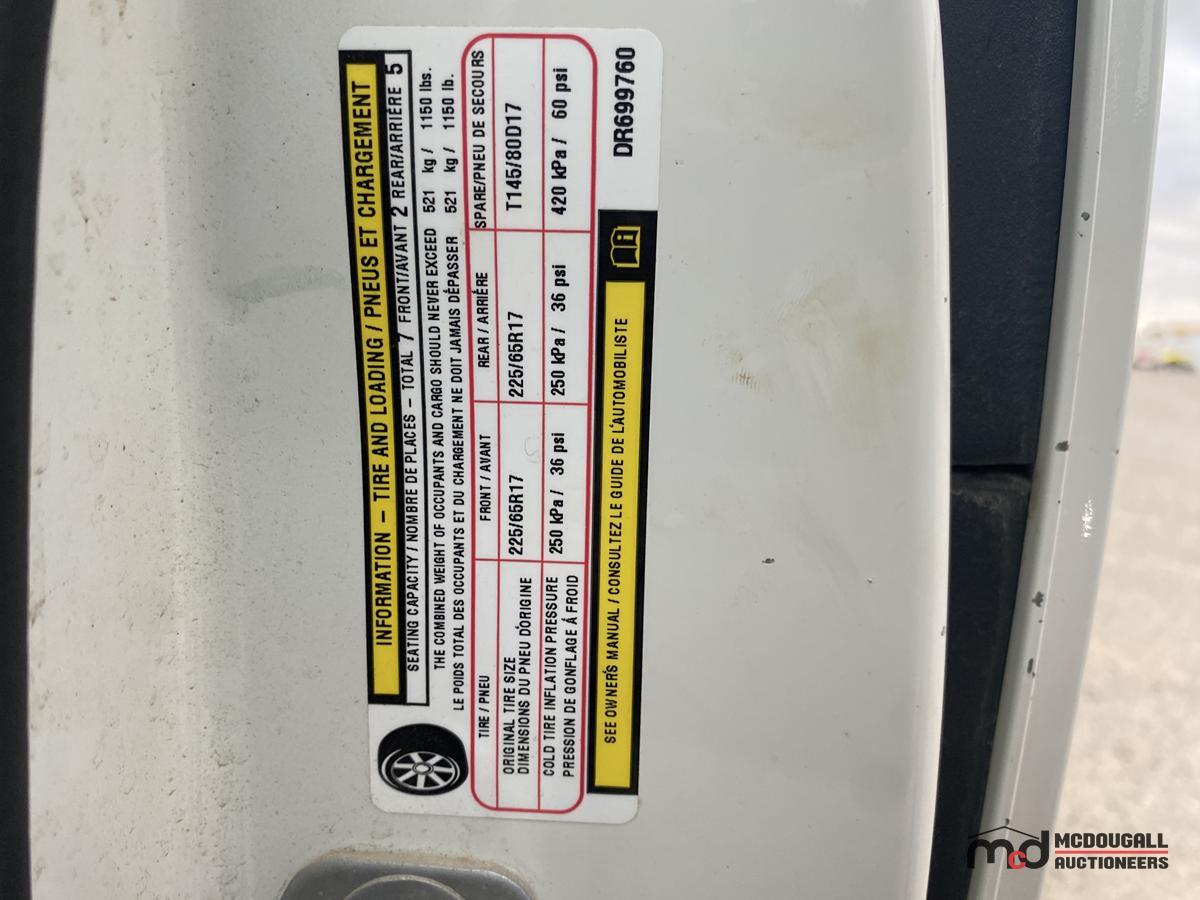 INFORMATION – TIRE AND LOADING / PNEUS ET CHARGEMENT
SEATING CAPACITY / NOMBRE DE PLACES – TOTAL 7 FRONT/AVANT 2 REAR/ARRIÈRE 5
THE COMBINED WEIGHT OF OCCUPANTS AND CARGO SHOULD NEVER EXCEED 521 kg / 1150 lbs.
LE POIDS TOTAL DES OCCUPANTS ET DU CHARGEMENT NE DOIT JAMAIS DÉPASSER 521 kg / 1150 lb.
TIRE / PNEU FRONT / AVANT REAR / ARRIÈRE SPARE/PNEU DE SECOURS
ORIGINAL TIRE SIZE
DIMENSIONS DU PNEU D'ORIGINE
225/65R17 225/65R17 T145/80D17
COLD TIRE INFLATION PRESSURE
PRESSION DE GONFLAGE À FROID
250 kPa / 36 psi 250 kPa / 36 psi 420 kPa / 60 psi
SEE OWNER'S MANUAL / CONSULTEZ LE GUIDE DE L'AUTOMOBILISTE
DR699760
mcd
MCDOUGALL
AUCTIONEERS